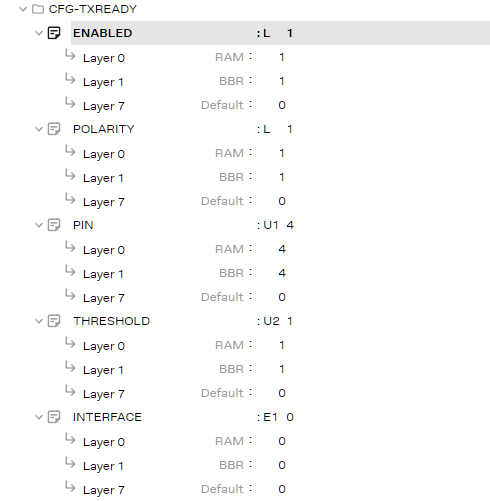 CFG-TXREADY
ENABLED : L 1
Layer 0 RAM : 1
Layer 1 BBR : 1
Layer 7 Default : 0
POLARITY : L 1
Layer 0 RAM : 1
Layer 1 BBR : 1
Layer 7 Default : 0
PIN : U1 4
Layer 0 RAM : 4
Layer 1 BBR : 4
Layer 7 Default : 0
THRESHOLD : U2 1
Layer 0 RAM : 1
Layer 1 BBR : 1
Layer 7 Default : 0
INTERFACE : E1 0
Layer 0 RAM : 0
Layer 1 BBR : 0
Layer 7 Default : 0